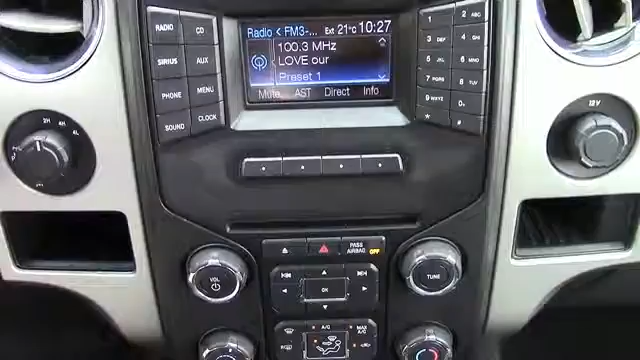 Radio < FM3-... Ext 21°C 10:27
100.3 MHz
LOVE our
Preset 1
Mute AST Direct Info
RADIO CD
SIRIUS AUX
PHONE MENU
SOUND CLOCK
1 2 ABC
3 DEF 4 GHI
5 JKL 6 MNO
7 PQRS 8 TUV
9 WXYZ 0
* #
2H 4H 4L
12V
PASS AIRBAG OFF
VOL
OK
TUNE
A/C MAX A/C